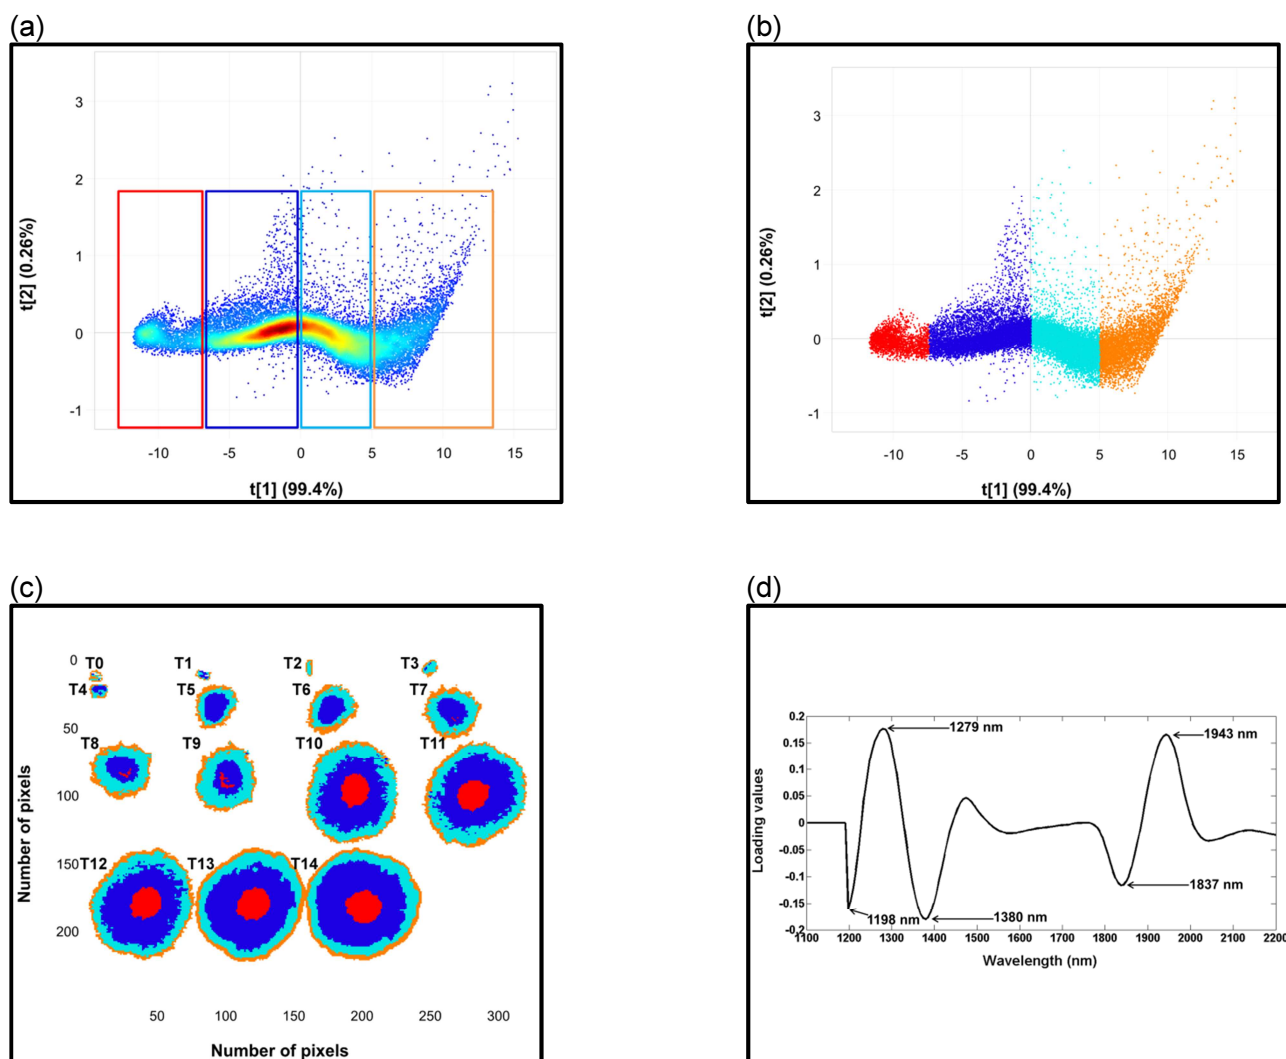 (a)
(b)
3
2
1
0
-1
t[2] (0.26%)
-10 -5 0 5 10 15
t[1] (99.4%)
3
2
1
0
-1
t[2] (0.26%)
-10 -5 0 5 10 15
t[1] (99.4%)
(c)
(d)
0 T0 T1 T2 T3
T4 T5 T6 T7
50
T8 T9 T10 T11
100
150 T12 T13 T14
200
Number of pixels
50 100 150 200 250 300
Number of pixels
0.2
0.15
0.1
0.05
0
-0.05
-0.1
-0.15
-0.2
Loading values
1279 nm
1943 nm
1837 nm
1198 nm
1380 nm
1100 1200 1300 1400 1500 1600 1700 1800 1900 2000 2100 2200
Wavelength (nm)